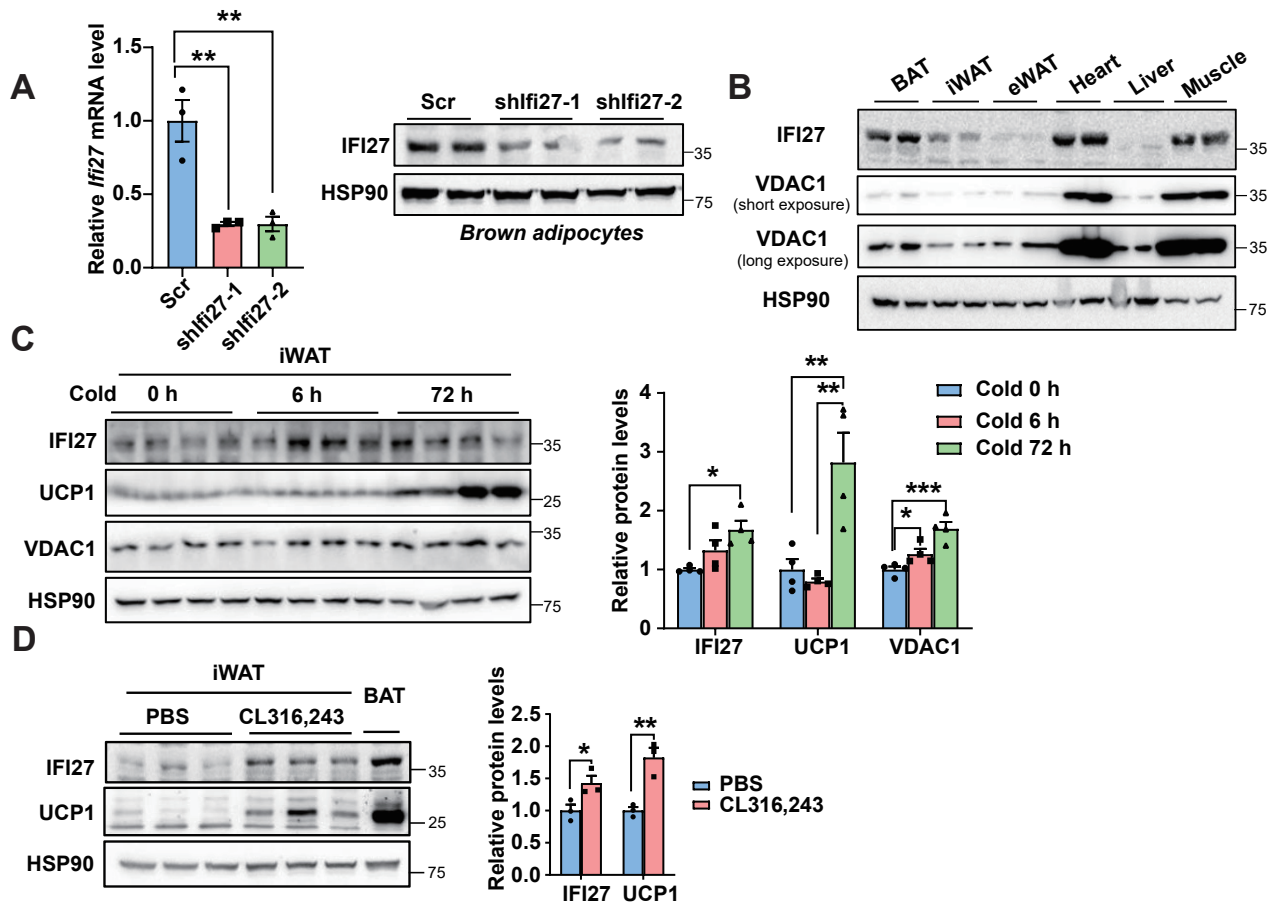 A
Relative Ifi27 mRNA level
1.5
1.0
0.5
0.0
**
**
Scr
shIfi27-1
shIfi27-2
Scr shIfi27-1 shIfi27-2
IFI27
35
HSP90
75
Brown adipocytes
B
BAT iWAT eWAT Heart Liver Muscle
IFI27
35
VDAC1
(short exposure)
35
VDAC1
(long exposure)
35
HSP90
75
C
iWAT
Cold 0 h 6 h 72 h
IFI27
35
UCP1
25
VDAC1
35
HSP90
75
Relative protein levels
4
3
2
1
0
*
**
**
*
***
IFI27 UCP1 VDAC1
Cold 0 h
Cold 6 h
Cold 72 h
D
iWAT
BAT
PBS CL316,243
IFI27
35
UCP1
25
HSP90
75
Relative protein levels
2.5
2.0
1.5
1.0
0.5
0.0
*
**
IFI27 UCP1
PBS
CL316,243